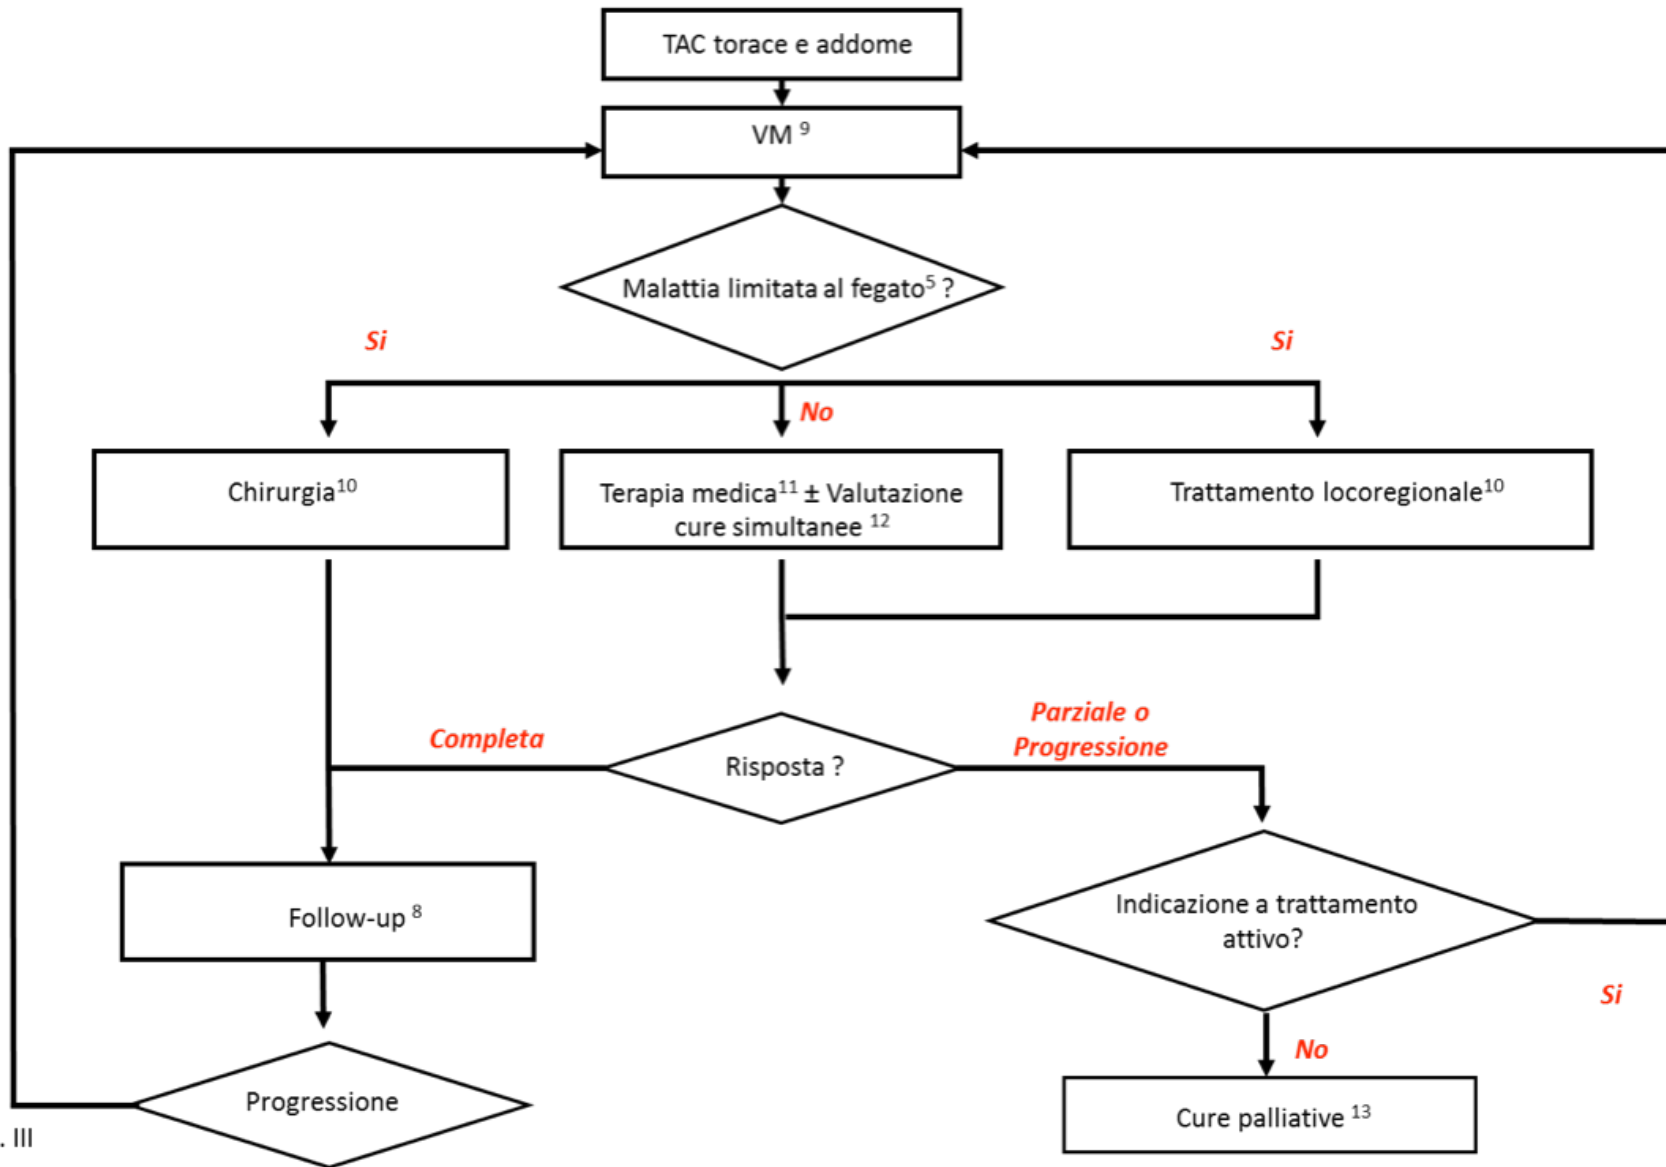 TAC torace e addome
VM ⁹
Malattia limitata al fegato⁵ ?
Si
Si
No
Chirurgia¹⁰
Terapia medica¹¹ ± Valutazione
cure simultanee ¹²
Trattamento locoregionale¹⁰
Completa
Risposta ?
Parziale o
Progressione
Follow-up ⁸
Indicazione a trattamento
attivo?
Si
No
Progressione
Cure palliative ¹³
. III